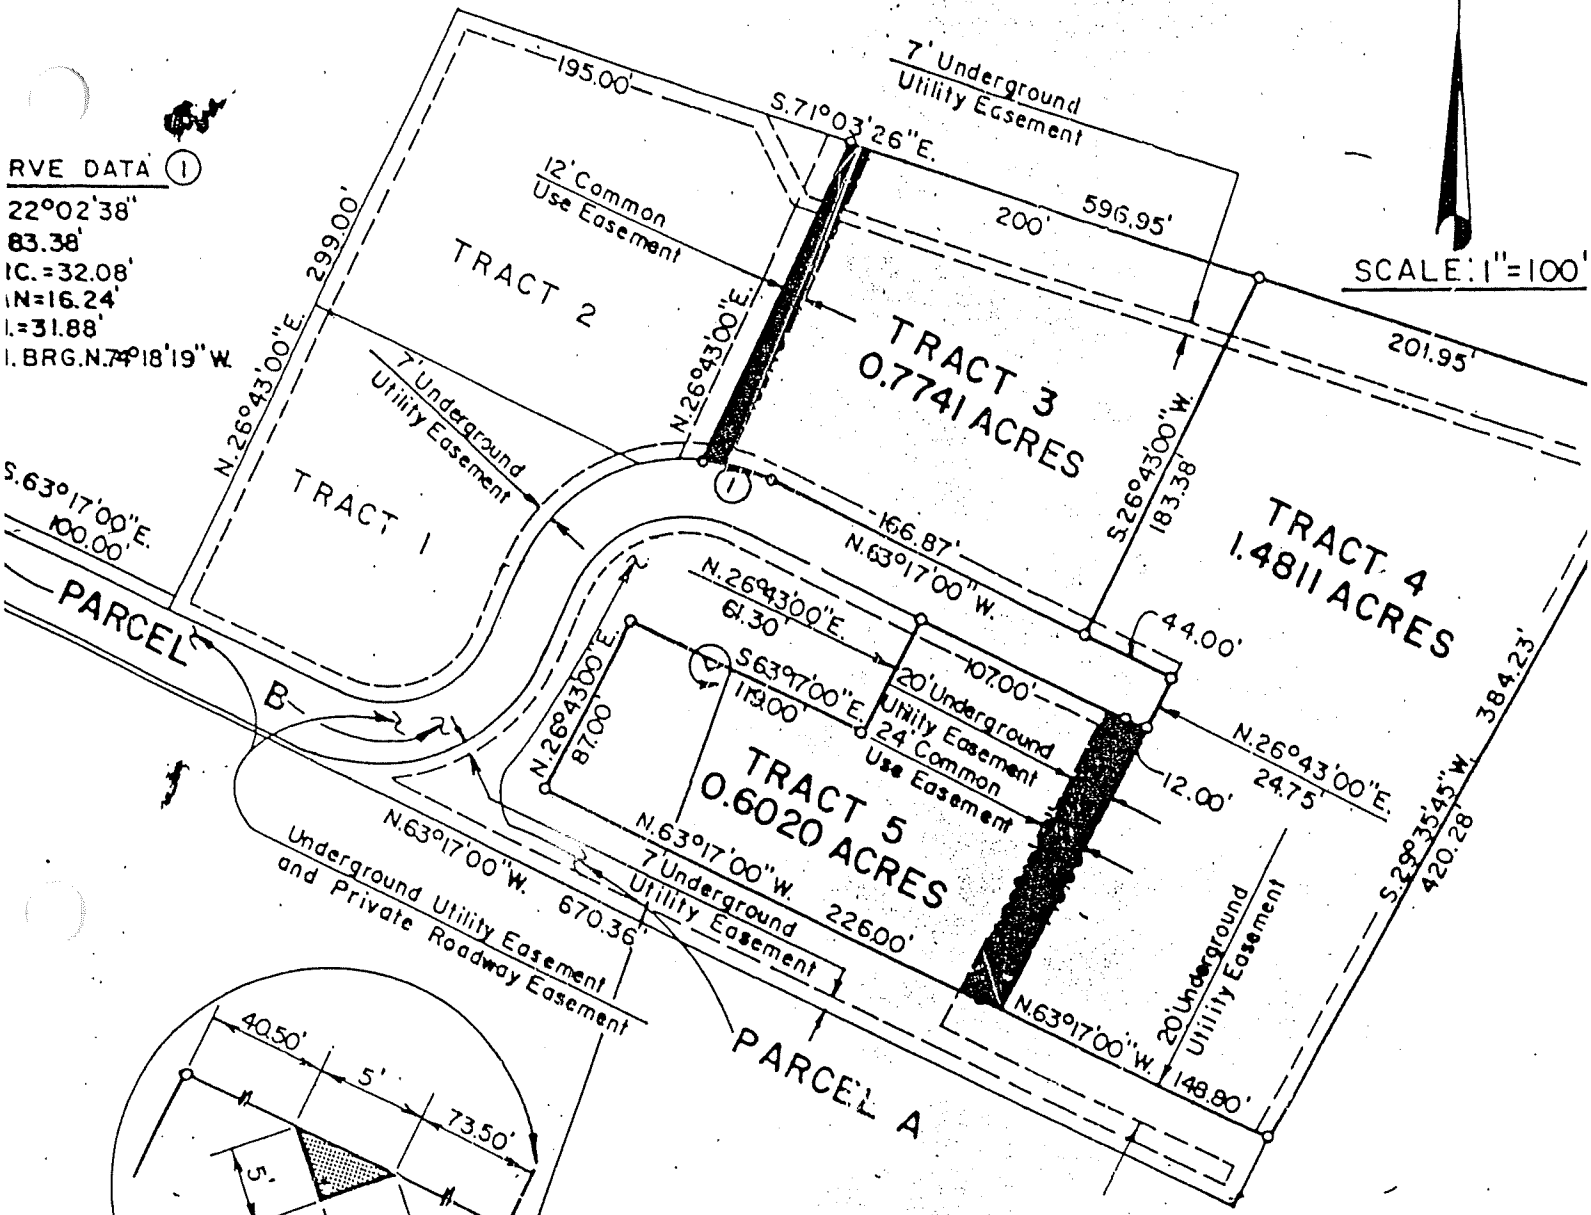 7' Underground
Utility Easement
195.00'
S.71°03'26"E.
RVE DATA 1
22°02'38"
83.38'
RC. = 32.08'
AN=16.24'
=31.88'
BRG.N.74°18'19" W.
SCALE: 1"=100'
12' Common
Use Easement
200'
596.95'
299.00'
N.26°43'00"E.
TRACT 2
N.26°43'00"E.
TRACT 3
0.7741 ACRES
201.95'
7' Underground
Utility Easement
TRACT 1
S.63°17'00"E.
100.00'
1
166.87'
N.63°17'00"W.
S.26°43'00"W.
183.38'
TRACT 4
1.4811 ACRES
PARCEL
B
N.26°43'00"E.
61.30'
44.00'
S63°17'00"E.
119.00'
107.00'
N.26°43'00"E.
87.00'
20' Underground
Utility Easement
24' Common
Use Easement
N.26°43'00"E.
24.75'
12.00'
384.23'
S.29°35'45"W.
420.28'
TRACT 5
0.6020 ACRES
N.63°17'00"W.
226.00'
7' Underground
Utility Easement
N.63°17'00"W. 670.36'
Underground Utility Easement
and Private Roadway Easement
20' Underground
Utility Easement
N.63°17'00"W.
148.80'
PARCEL A
40.50'
5'
73.50'
5'